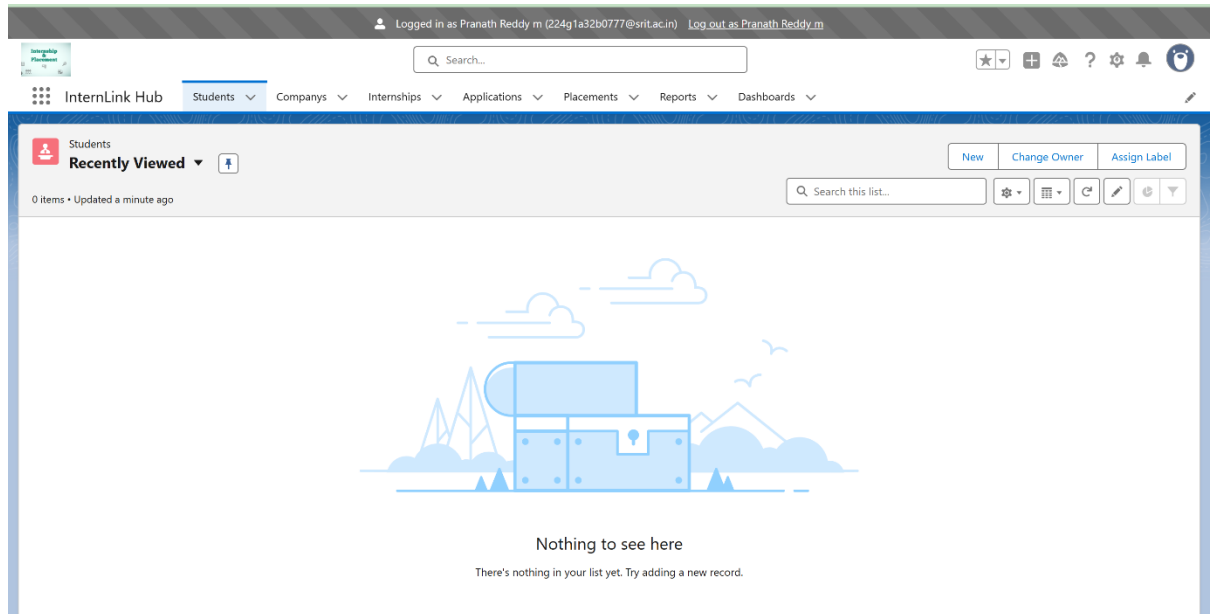 Logged in as Pranath Reddy m (224g1a32b0777@srit.ac.in) Log out as Pranath Reddy m
Internship
&
Placement
Search...
InternLink Hub Students Companys Internships Applications Placements Reports Dashboards
Students
Recently Viewed
New Change Owner Assign Label
0 items • Updated a minute ago
Search this list...
Nothing to see here
There's nothing in your list yet. Try adding a new record.